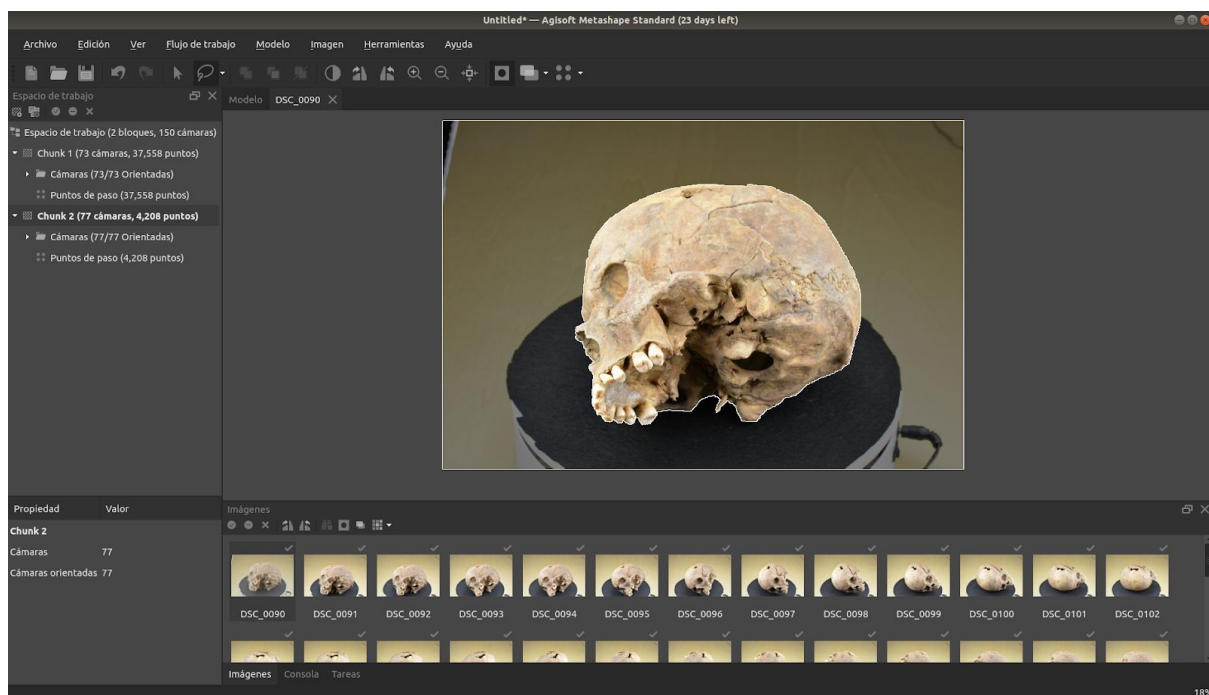 Untitled* — Agisoft Metashape Standard (23 days left)
Archivo Edición Ver Flujo de trabajo Modelo Imagen Herramientas Ayuda
Espacio de trabajo
Modelo DSC_0090
Espacio de trabajo (2 bloques, 150 cámaras)
Chunk 1 (73 cámaras, 37,558 puntos)
Cámaras (73/73 Orientadas)
Puntos de paso (37,558 puntos)
Chunk 2 (77 cámaras, 4,208 puntos)
Cámaras (77/77 Orientadas)
Puntos de paso (4,208 puntos)
Propiedad Valor
Chunk 2
Cámaras 77
Cámaras orientadas 77
Imágenes
DSC_0090 DSC_0091 DSC_0092 DSC_0093 DSC_0094 DSC_0095 DSC_0096 DSC_0097 DSC_0098 DSC_0099 DSC_0100 DSC_0101 DSC_0102
Imágenes Consola Tareas
18%